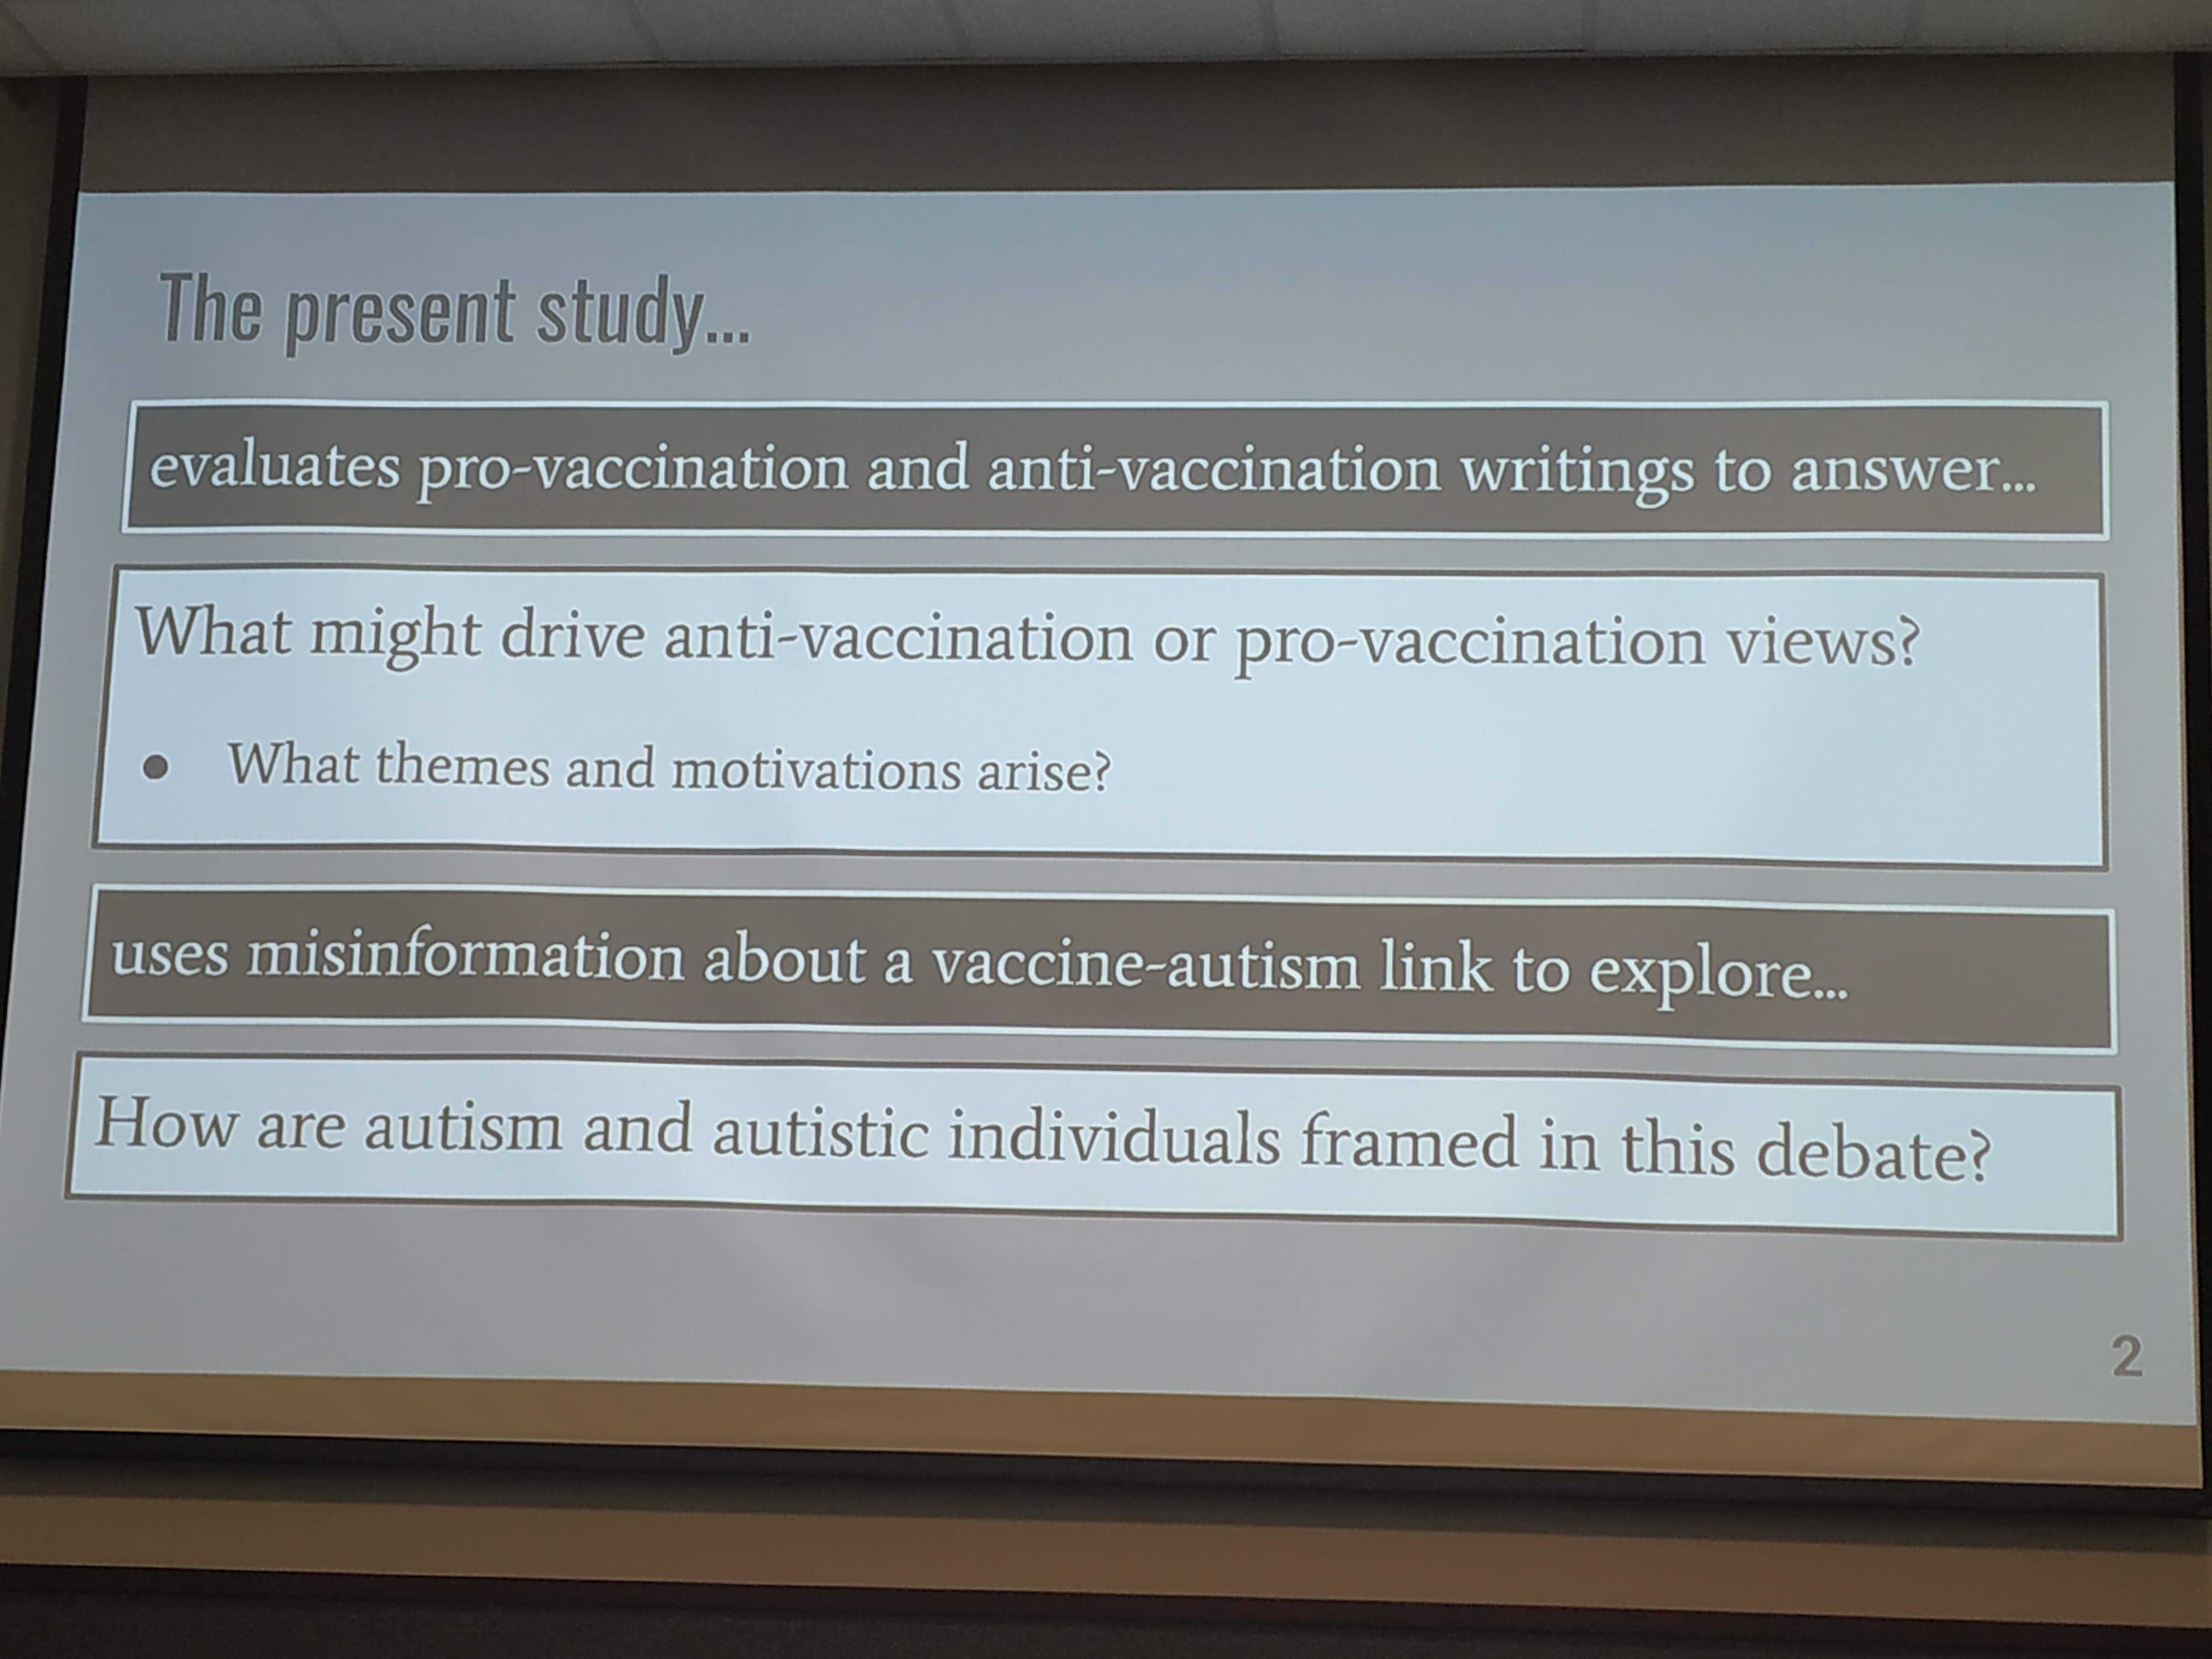 The present study...
evaluates pro-vaccination and anti-vaccination writings to answer...
What might drive anti-vaccination or pro-vaccination views?
● What themes and motivations arise?
uses misinformation about a vaccine-autism link to explore...
How are autism and autistic individuals framed in this debate?
2